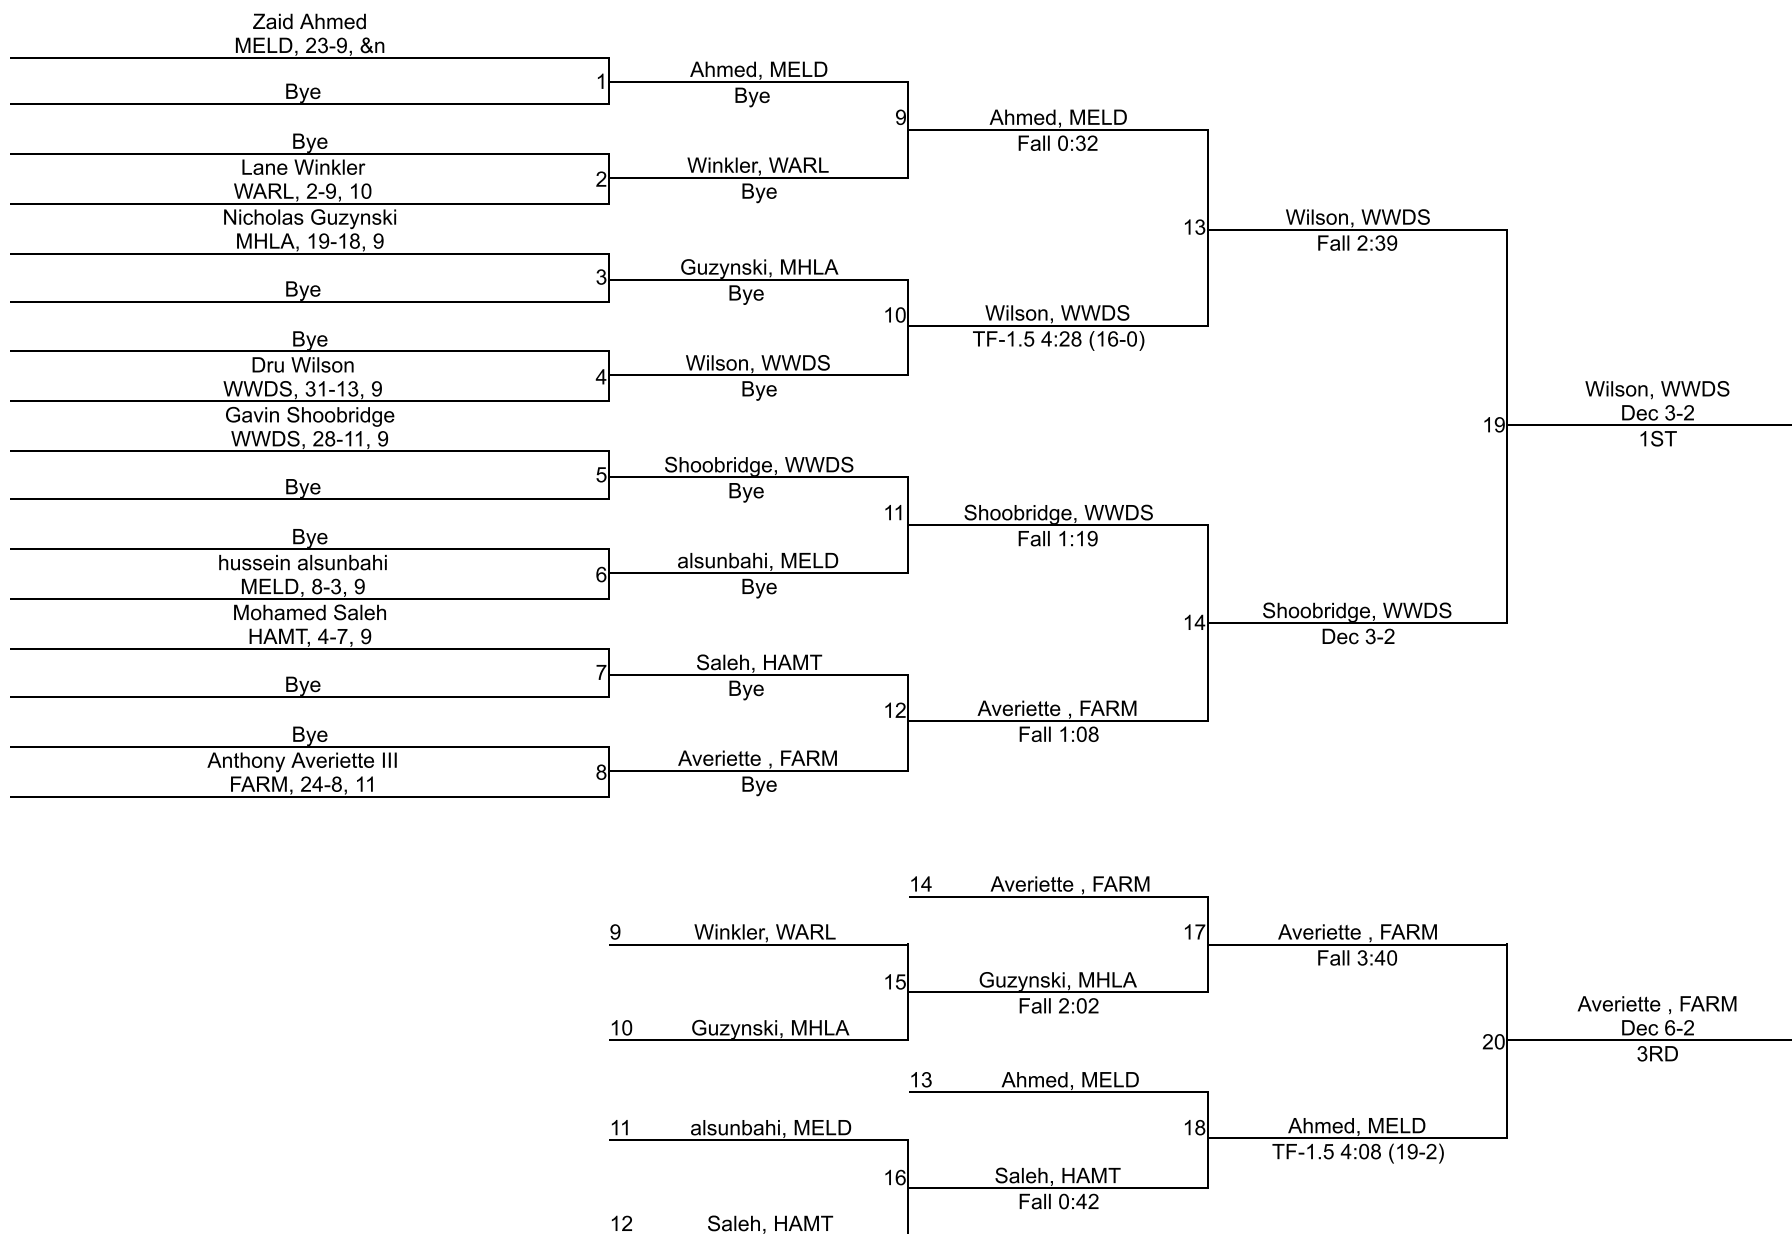 Zaid Ahmed
MELD, 23-9, &n
Bye
1
Bye
Lane Winkler
WARL, 2-9, 10
2
Nicholas Guzynski
MHLA, 19-18, 9
Bye
3
Bye
Dru Wilson
WWDS, 31-13, 9
4
Gavin Shoobridge
WWDS, 28-11, 9
Bye
5
Bye
hussein alsunbahi
MELD, 8-3, 9
6
Mohamed Saleh
HAMT, 4-7, 9
Bye
7
Bye
Anthony Averiette III
FARM, 24-8, 11
8
Ahmed, MELD
Bye
9
Winkler, WARL
Bye
Guzynski, MHLA
Bye
10
Wilson, WWDS
Bye
Shoobridge, WWDS
Bye
11
alsunbahi, MELD
Bye
Saleh, HAMT
Bye
12
Averiette , FARM
Bye
Ahmed, MELD
Fall 0:32
13
Wilson, WWDS
TF-1.5 4:28 (16-0)
Shoobridge, WWDS
Fall 1:19
14
Averiette , FARM
Fall 1:08
Wilson, WWDS
Fall 2:39
19
Shoobridge, WWDS
Dec 3-2
Wilson, WWDS
Dec 3-2
1ST
14 Averiette , FARM
9 Winkler, WARL
17
15
Guzynski, MHLA
Fall 2:02
10 Guzynski, MHLA
Averiette , FARM
Fall 3:40
13 Ahmed, MELD
11 alsunbahi, MELD
18
16
Saleh, HAMT
Fall 0:42
12 Saleh, HAMT
Ahmed, MELD
TF-1.5 4:08 (19-2)
20
Averiette , FARM
Dec 6-2
3RD